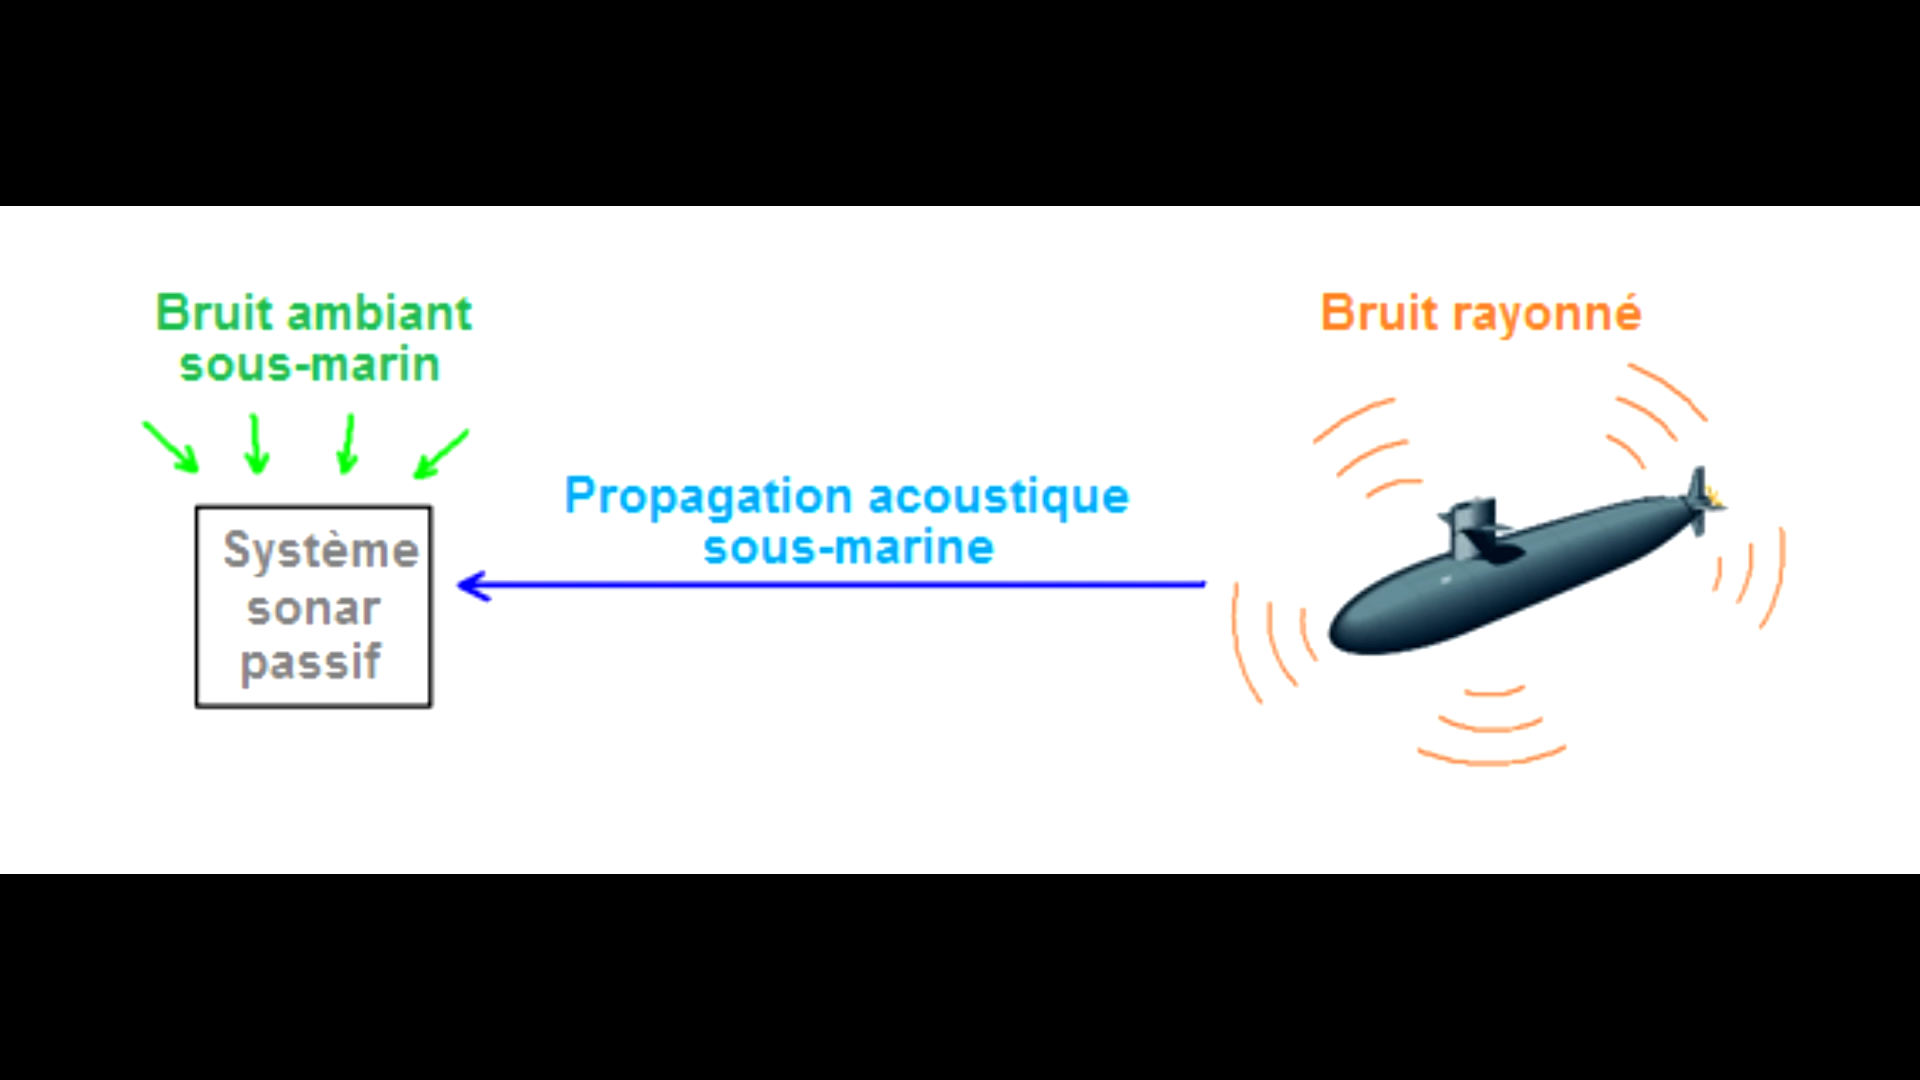 Bruit ambiant
sous-marin
Bruit rayonné
Propagation acoustique
sous-marine
Système
sonar
passif